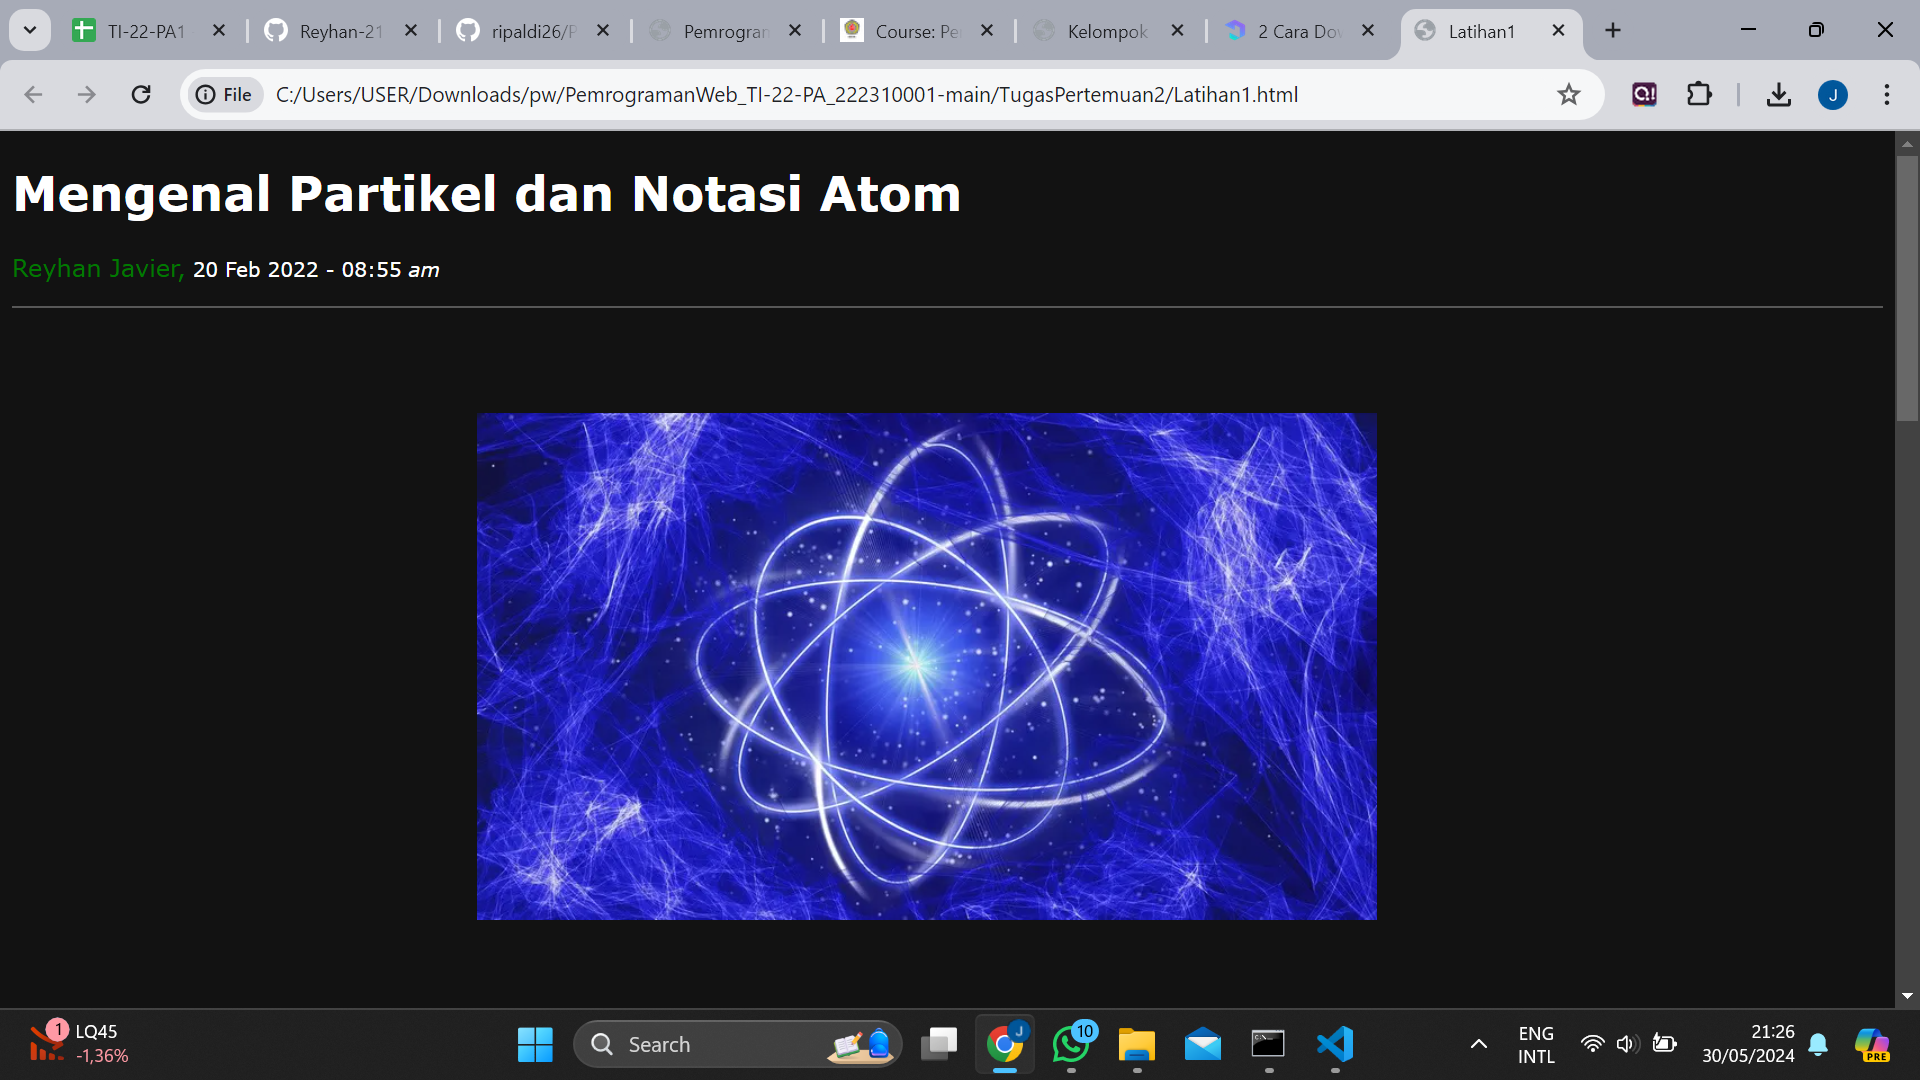 TI-22-PA1
Reyhan-21
ripaldi26/P
Pemrogran
Course: Pe
Kelompok
2 Cara Dov
Latihan1
File
C:/Users/USER/Downloads/pw/PemrogramanWeb_TI-22-PA_222310001-main/TugasPertemuan2/Latihan1.html
J
Mengenal Partikel dan Notasi Atom
Reyhan Javier, 20 Feb 2022 - 08:55 am
1
LQ45
-1,36%
Search
J
10
ENG
INTL
21:26
30/05/2024
PRE